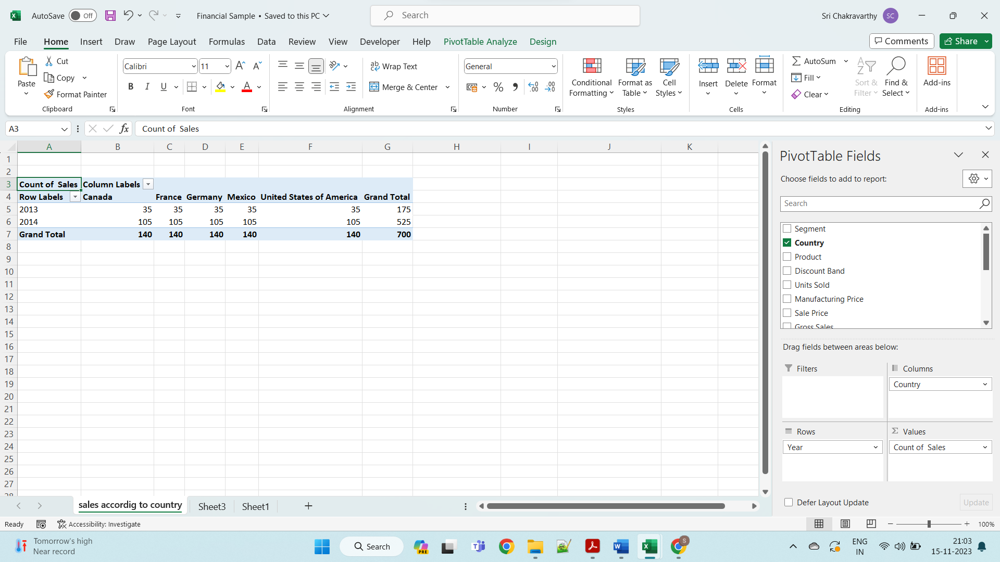 AutoSave Off Financial Sample • Saved to this PC Search Sri Chakravarthy SC
File Home Insert Draw Page Layout Formulas Data Review View Developer Help PivotTable Analyze Design Comments Share
Paste Cut Copy Format Painter Clipboard
Calibri 11 B I U A Font
Wrap Text Merge & Center Alignment
General % Number
Conditional Formatting Format as Table Cell Styles Styles
Insert Delete Format Cells
AutoSum Fill Clear Sort & Filter Find & Select Editing
Add-ins Add-ins
A3 fx Count of  Sales
A B C D E F G H I J K
1
2
3 Count of  Sales Column Labels
4 Row Labels Canada France Germany Mexico United States of America Grand Total
5 2013 35 35 35 35 35 175
6 2014 105 105 105 105 105 525
7 Grand Total 140 140 140 140 140 700
8
9
10
11
12
13
14
15
16
17
18
19
20
21
22
23
24
25
26
27
28
PivotTable Fields
Choose fields to add to report:
Search
Segment
Country
Product
Discount Band
Units Sold
Manufacturing Price
Sale Price
Gross Sales
Drag fields between areas below:
Filters Columns
Country
Rows Values
Year Count of  Sales
Defer Layout Update Update
sales accordig to country Sheet3 Sheet1
Ready Accessibility: Investigate 100%
Tomorrow's high
Near record
Search PRE S
ENG
IN
21:03
15-11-2023